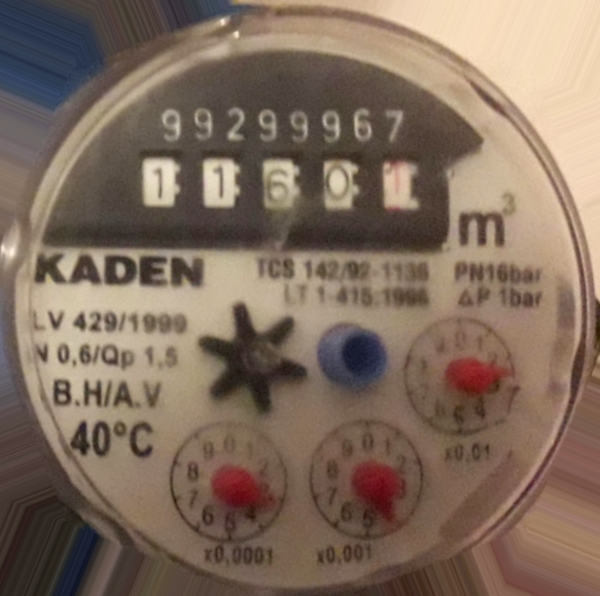 99299967
1 1 6 0 1
m³
KADEN
TCS 142/92-1136 PN16bar
LT 1-415:1996 ΔP 1bar
LV 429/1999
N 0,6/Qp 1,5
B.H/A.V
40°C
x0,01
x0,0001
x0,001